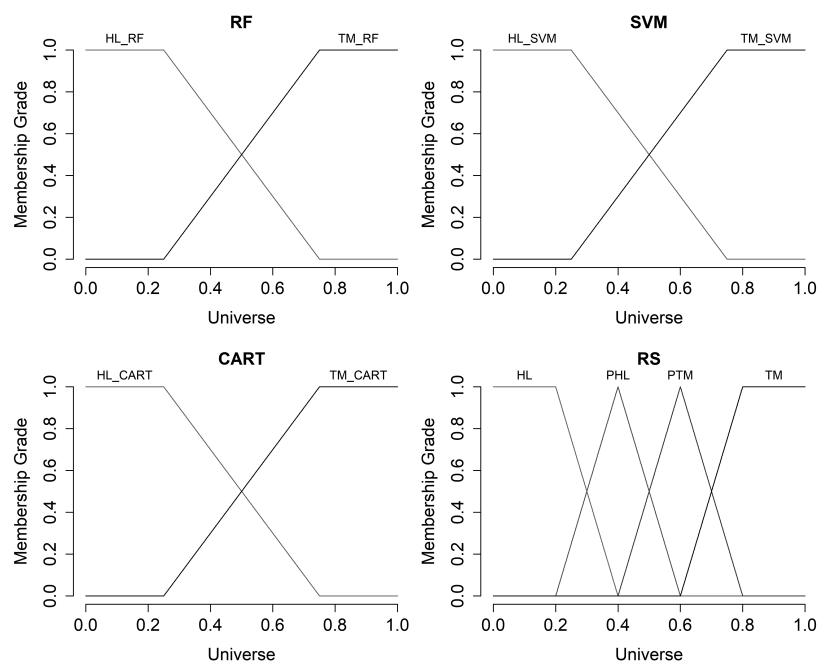 RF
HL_RF TM_RF
Membership Grade
0.0 0.2 0.4 0.6 0.8 1.0
0.0 0.2 0.4 0.6 0.8 1.0
Universe
SVM
HL_SVM TM_SVM
Membership Grade
0.0 0.2 0.4 0.6 0.8 1.0
0.0 0.2 0.4 0.6 0.8 1.0
Universe
CART
HL_CART TM_CART
Membership Grade
0.0 0.2 0.4 0.6 0.8 1.0
0.0 0.2 0.4 0.6 0.8 1.0
Universe
RS
HL PHL PTM TM
Membership Grade
0.0 0.2 0.4 0.6 0.8 1.0
0.0 0.2 0.4 0.6 0.8 1.0
Universe